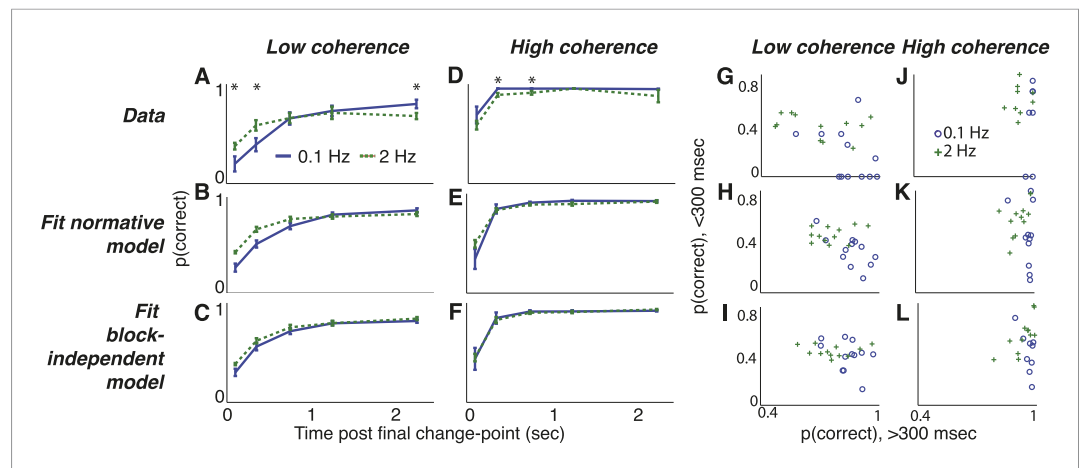 Low coherence
High coherence
Low coherence High coherence
A
* * *
D
* *
G
J
1
0
Data
0.1 Hz
2 Hz
0.8
0.4
0
0.1 Hz
2 Hz
B
E
H
K
1
0
Fit normative
model
p(correct)
p(correct), <300 msec
0.8
0.4
0
C
F
I
L
1
0
Fit
block-
independent
model
0.8
0.4
0
0 1 2
0 1 2
0.4 1
0.4 1
Time post final change-point (sec)
p(correct), >300 msec